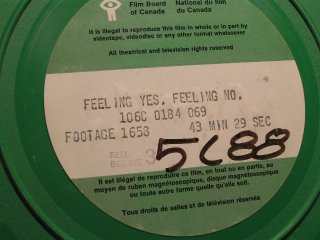 Film Board
of Canada
National du film
du Canada
It is illegal to reproduce this film in whole or in part by
videotape, videodisc or any other format whatsoever
All theatrical and television rights reserved
FEELING YES, FEELING NO,
106C 0184 069
FOOTAGE 1658 43 MIN 29 SEC
REEL
BOBINE 3
5C88
Il est illégal de reproduire ce film, en tout ou en partie, au
moyen de ruban magnétoscopique, disque magnétoscopique
ou toute autre forme quelle qu'elle soit.
Tous droits de salles et de télévision réservés